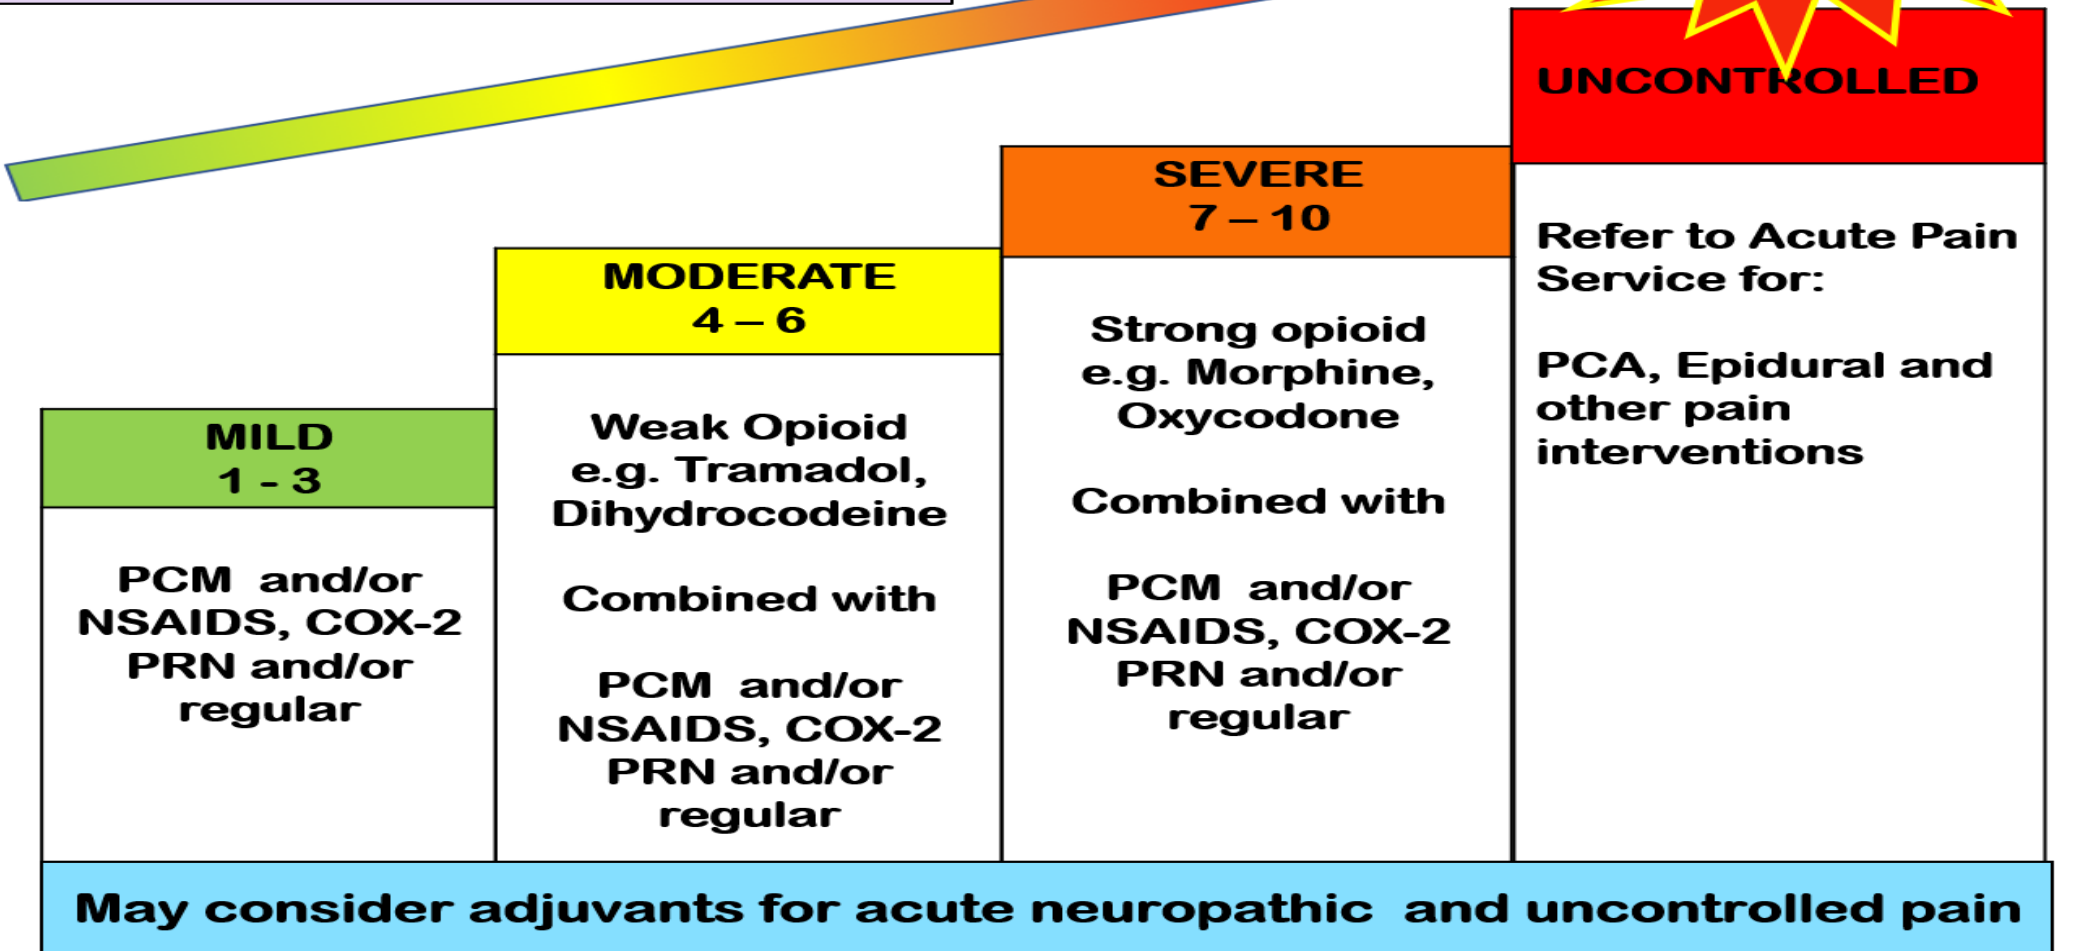 MILD
1 - 3
PCM  and/or
NSAIDS, COX-2
PRN and/or
regular
MODERATE
4 – 6
Weak Opioid
e.g. Tramadol,
Dihydrocodeine
Combined with
PCM  and/or
NSAIDS, COX-2
PRN and/or
regular
SEVERE
7 – 10
Strong opioid
e.g. Morphine,
Oxycodone
Combined with
PCM  and/or
NSAIDS, COX-2
PRN and/or
regular
UNCONTROLLED
Refer to Acute Pain
Service for:
PCA, Epidural and
other pain
interventions
May consider adjuvants for acute neuropathic  and uncontrolled pain